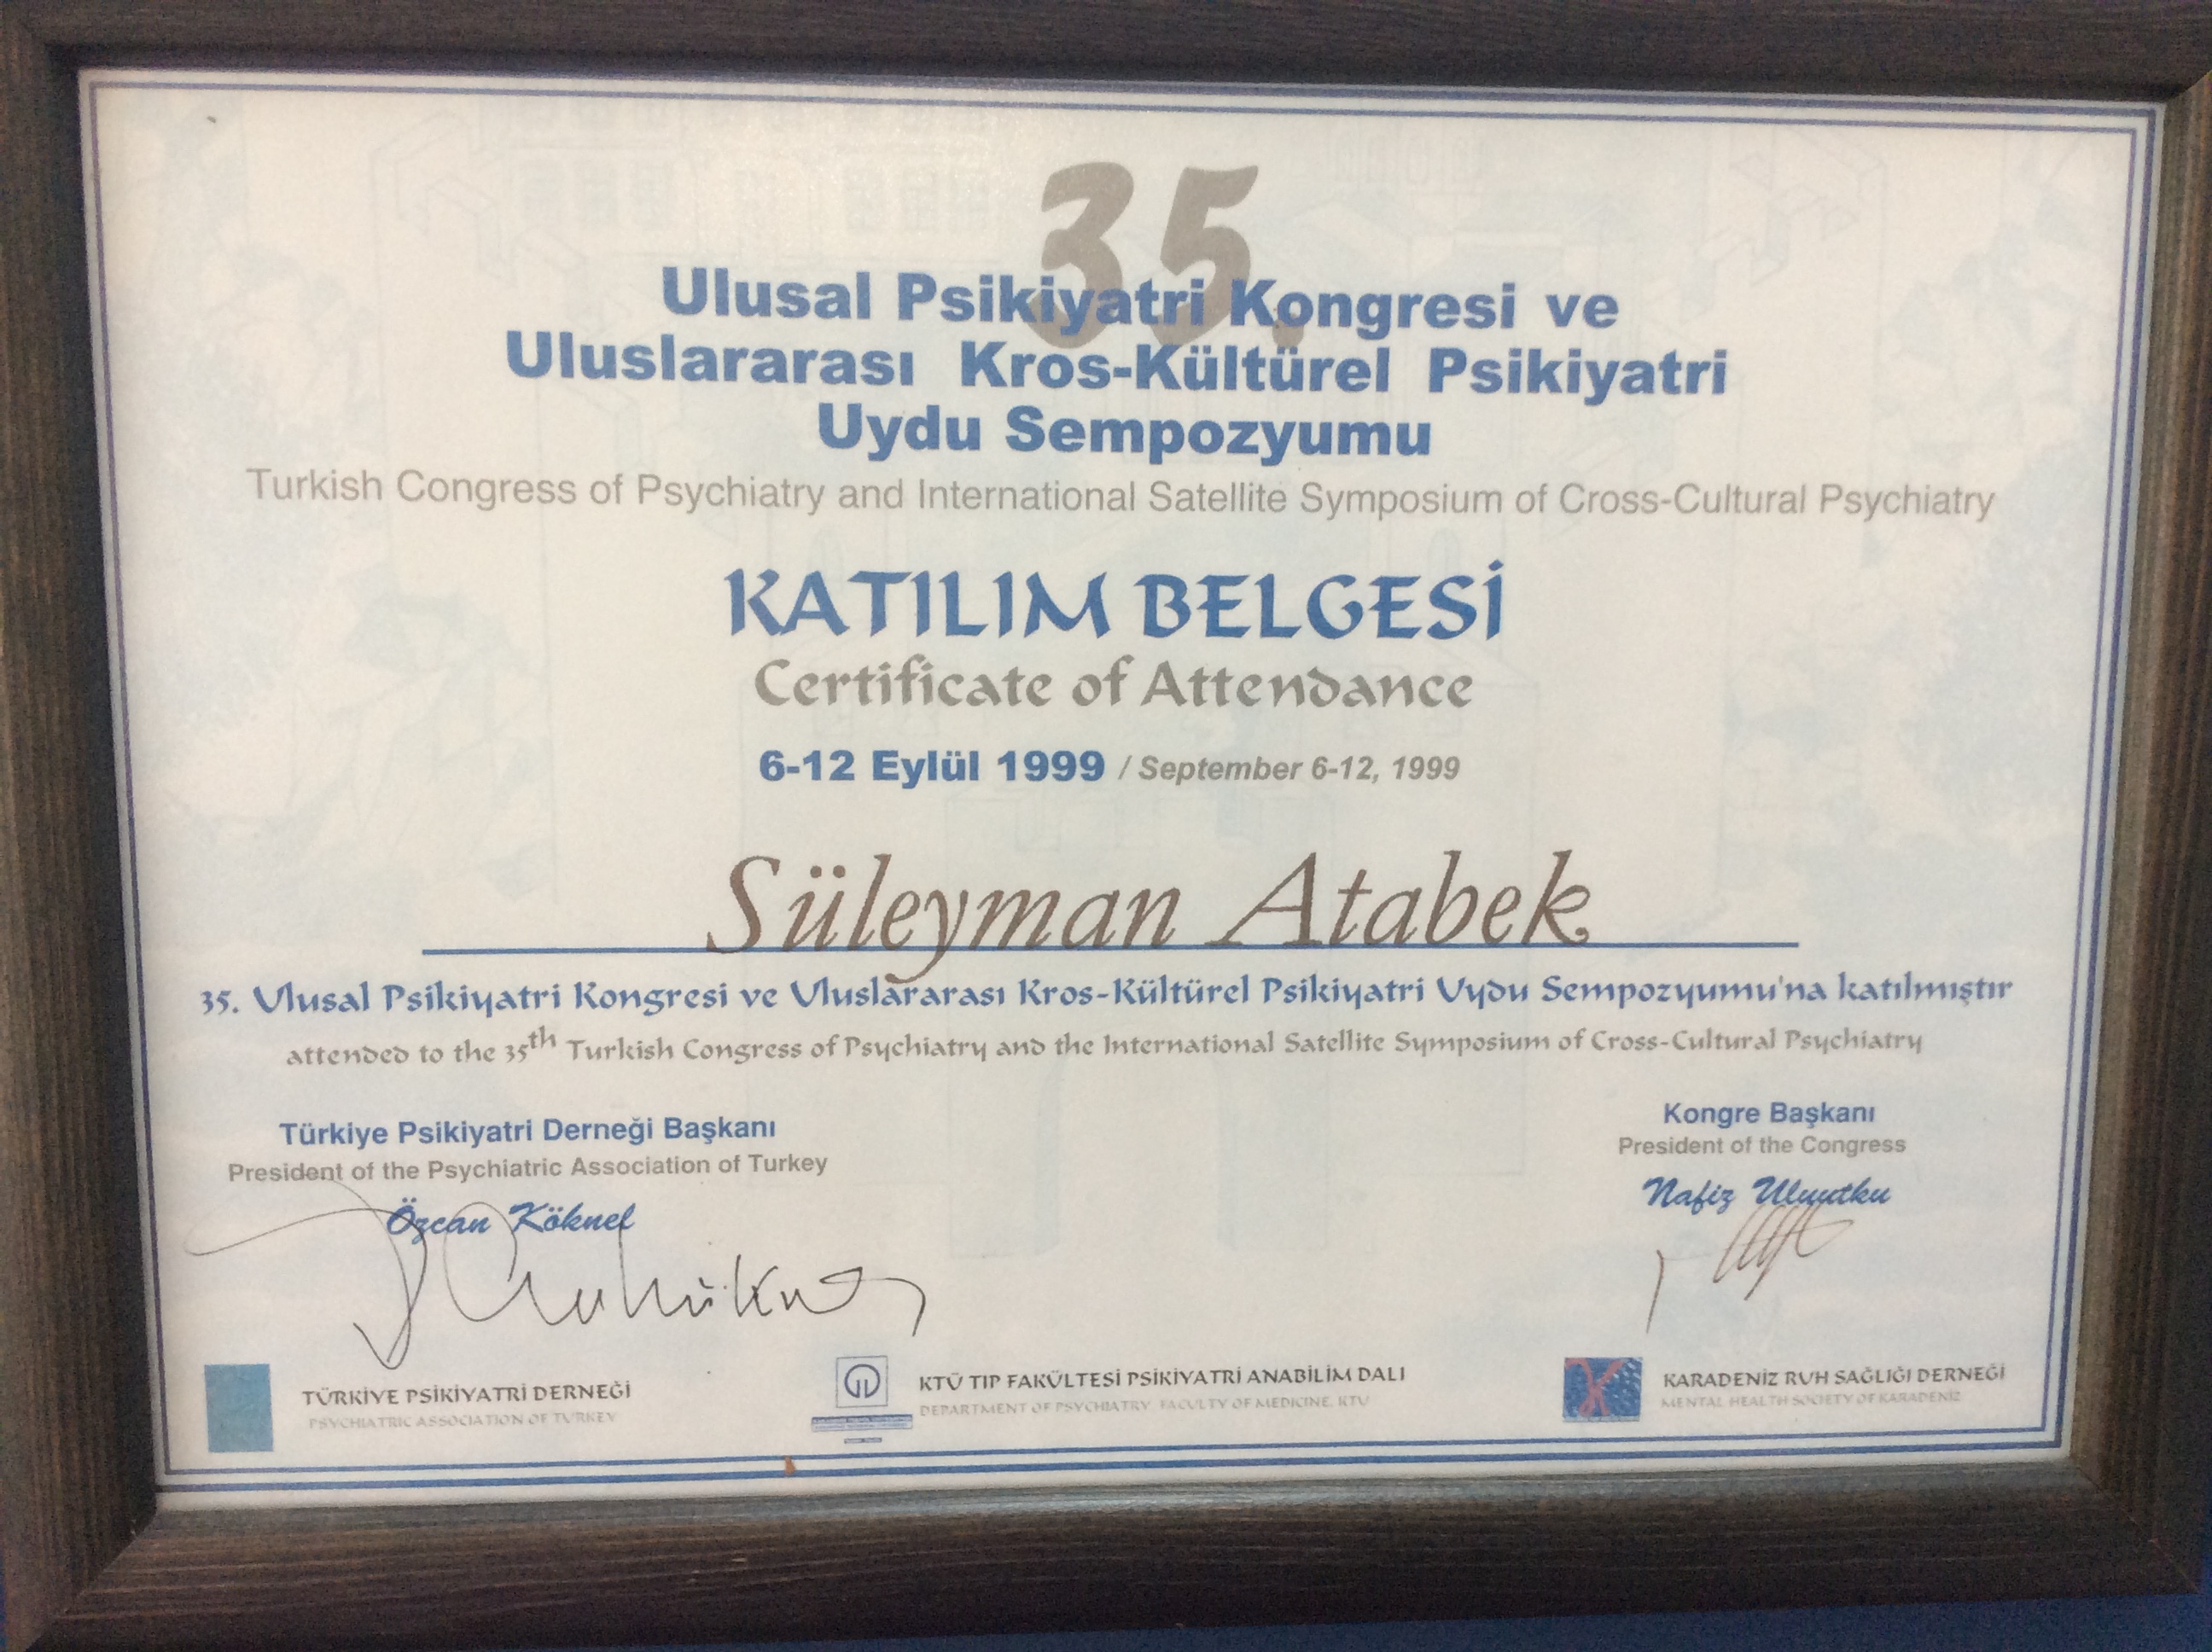 35.
Ulusal Psikiyatri Kongresi ve
Uluslararası Kros-Kültürel Psikiyatri
Uydu Sempozyumu
Turkish Congress of Psychiatry and International Satellite Symposium of Cross-Cultural Psychiatry
KATILIM BELGESİ
Certificate of Attendance
6-12 Eylül 1999 / September 6-12, 1999
Süleyman Atabek
35. Ulusal Psikiyatri Kongresi ve Uluslararası Kros-Kültürel Psikiyatri Uydu Sempozyumu'na katılmıştır
attended to the 35th Turkish Congress of Psychiatry and the International Satellite Symposium of Cross-Cultural Psychiatry
Türkiye Psikiyatri Derneği Başkanı
President of the Psychiatric Association of Turkey
Özcan Köknel
Kongre Başkanı
President of the Congress
Nafiz Uluutku
TÜRKİYE PSİKİYATRİ DERNEĞİ
PSYCHIATRIC ASSOCIATION OF TURKEY
KTÜ TIP FAKÜLTESİ PSİKİYATRİ ANABİLİM DALI
DEPARTMENT OF PSYCHIATRY, FACULTY OF MEDICINE, KTU
KARADENİZ RUH SAĞLIĞI DERNEĞİ
MENTAL HEALTH SOCIETY OF KARADENİZ